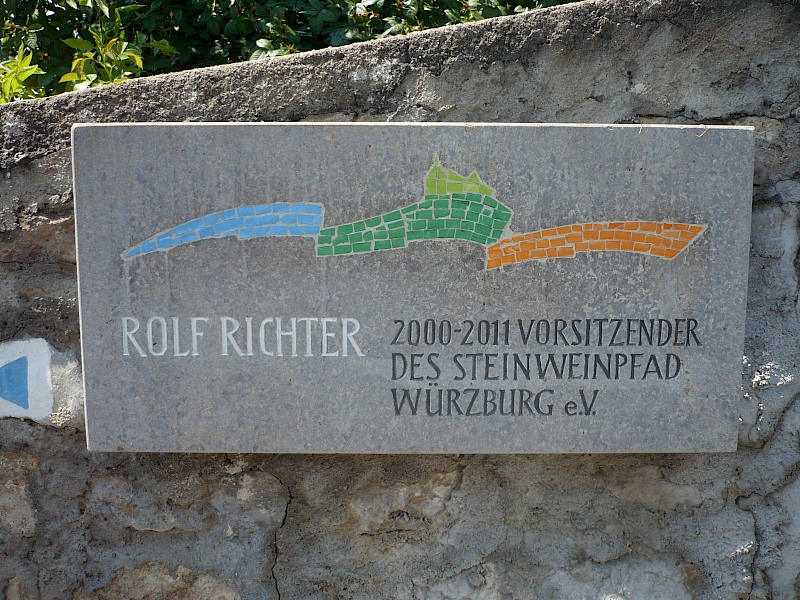 ROLF RICHTER
2000-2011 VORSITZENDER
DES STEINWEINPFAD
WÜRZBURG e.V.